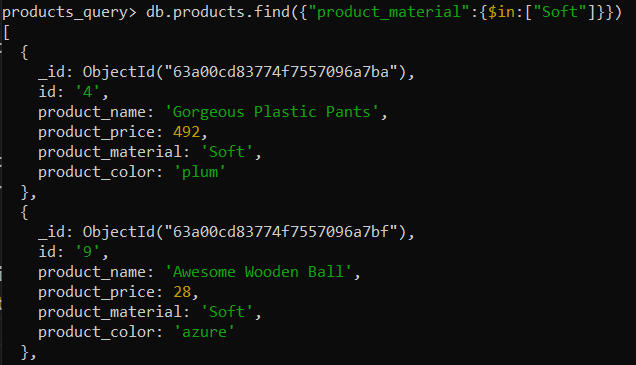 products_query> db.products.find({"product_material":{$in:["Soft"]}})
[
  {
    _id: ObjectId("63a00cd83774f7557096a7ba"),
    id: '4',
    product_name: 'Gorgeous Plastic Pants',
    product_price: 492,
    product_material: 'Soft',
    product_color: 'plum'
  },
  {
    _id: ObjectId("63a00cd83774f7557096a7bf"),
    id: '9',
    product_name: 'Awesome Wooden Ball',
    product_price: 28,
    product_material: 'Soft',
    product_color: 'azure'
  },